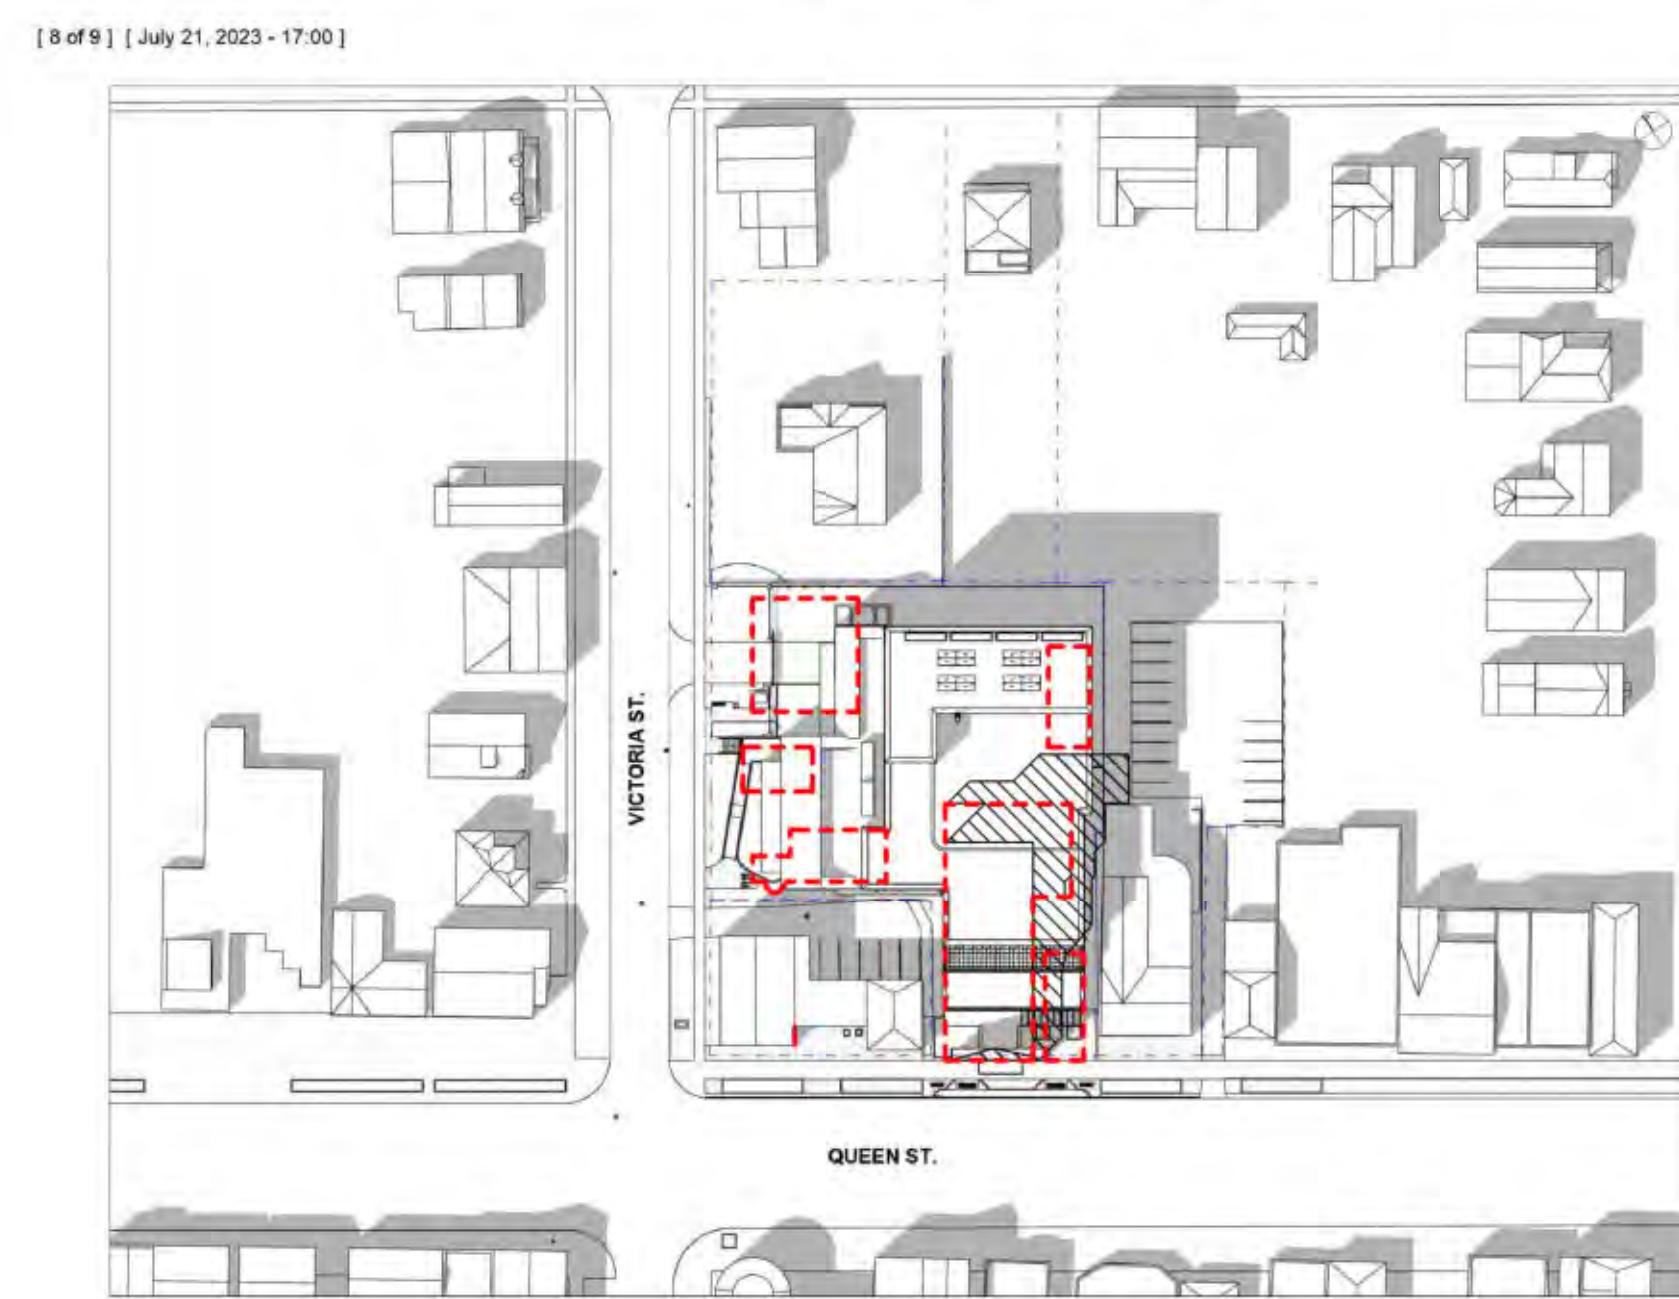 [ 8 of 9 ] [ July 21, 2023 - 17:00 ]
VICTORIA ST.
QUEEN ST.